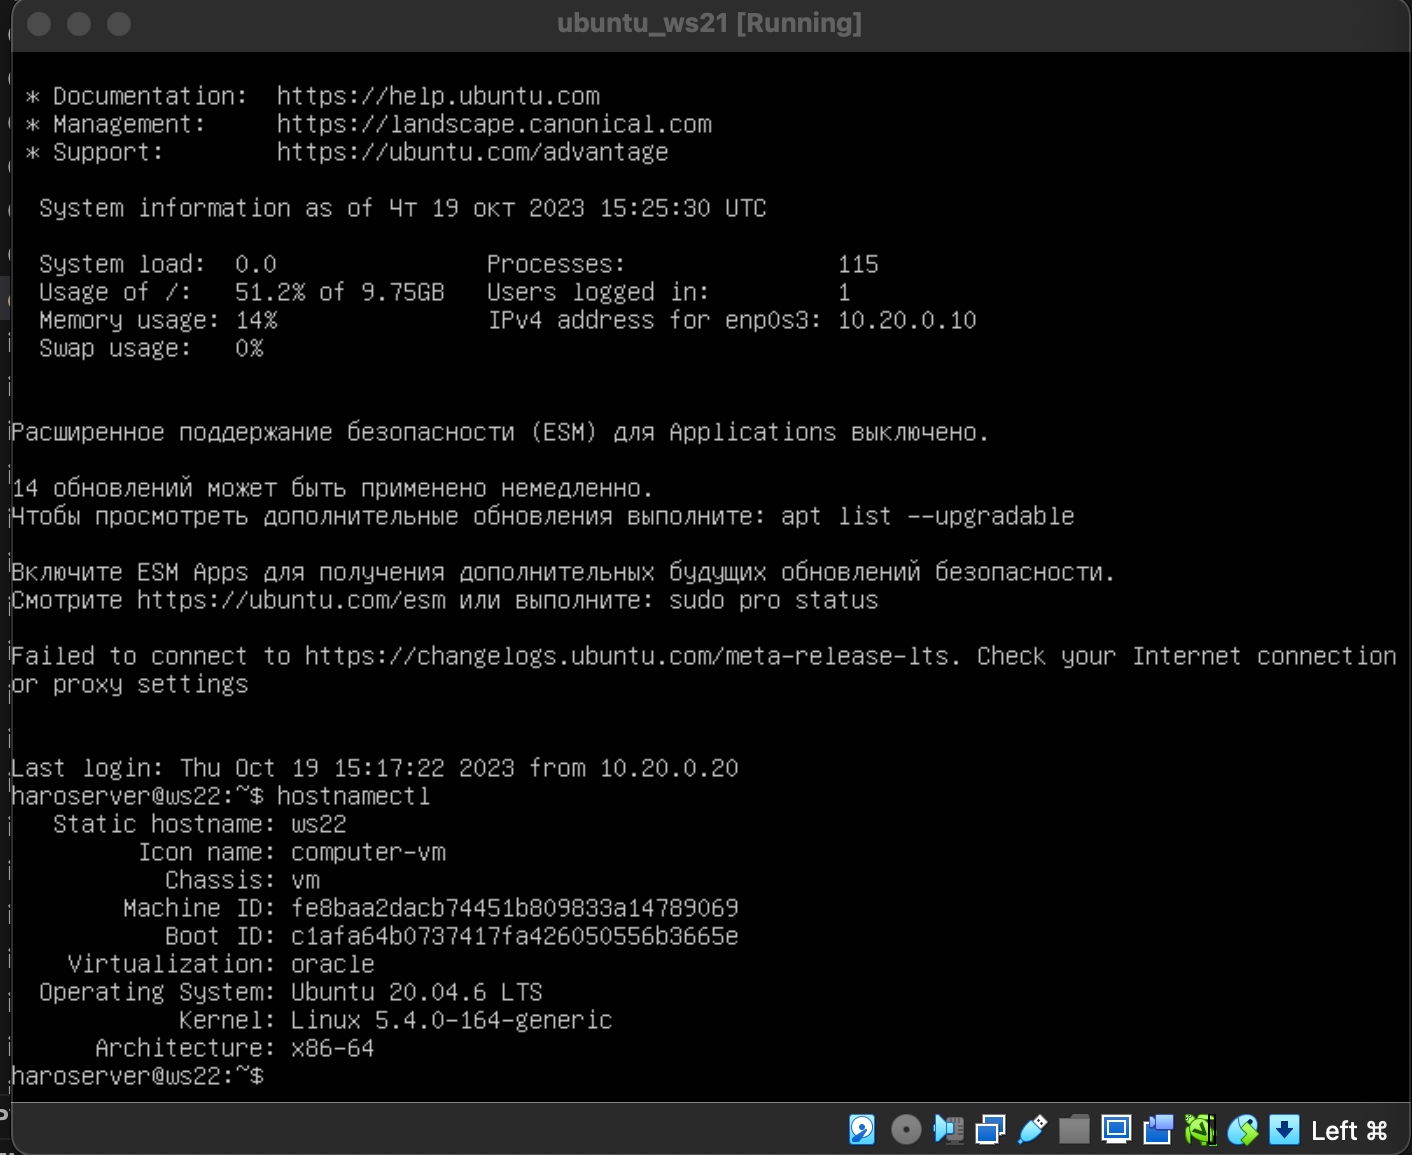 ubuntu_ws21 [Running]
* Documentation:  https://help.ubuntu.com
* Management:     https://landscape.canonical.com
* Support:        https://ubuntu.com/advantage
System information as of Чт 19 окт 2023 15:25:30 UTC
System load:  0.0               Processes:               115
Usage of /:   51.2% of 9.75GB   Users logged in:         1
Memory usage: 14%               IPv4 address for enp0s3: 10.20.0.10
Swap usage:   0%
Расширенное поддержание безопасности (ESM) для Applications выключено.
14 обновлений может быть применено немедленно.
Чтобы просмотреть дополнительные обновления выполните: apt list --upgradable
Включите ESM Apps для получения дополнительных будущих обновлений безопасности.
Смотрите https://ubuntu.com/esm или выполните: sudo pro status
Failed to connect to https://changelogs.ubuntu.com/meta-release-lts. Check your Internet connection
or proxy settings
Last login: Thu Oct 19 15:17:22 2023 from 10.20.0.20
haroserver@ws22:~$ hostnamectl
Static hostname: ws22
Icon name: computer-vm
Chassis: vm
Machine ID: fe8baa2dacb74451b809833a14789069
Boot ID: c1afa64b0737417fa426050556b3665e
Virtualization: oracle
Operating System: Ubuntu 20.04.6 LTS
Kernel: Linux 5.4.0-164-generic
Architecture: x86-64
haroserver@ws22:~$
Left ⌘